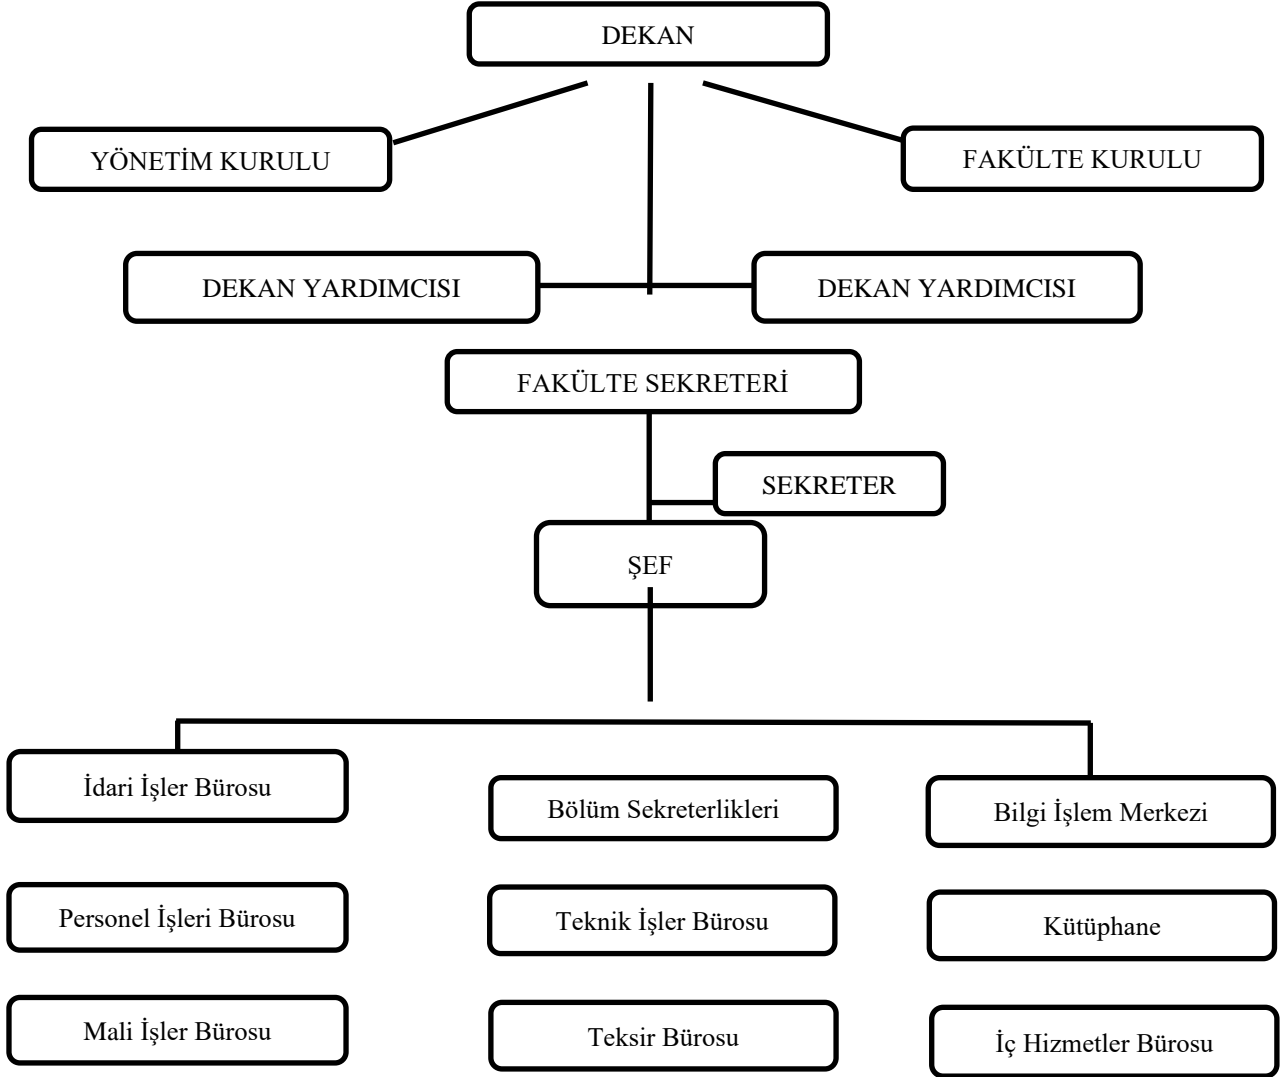 DEKAN
YÖNETİM KURULU
FAKÜLTE KURULU
DEKAN YARDIMCISI
DEKAN YARDIMCISI
FAKÜLTE SEKRETERİ
SEKRETER
ŞEF
İdari İşler Bürosu
Bölüm Sekreterlikleri
Bilgi İşlem Merkezi
Personel İşleri Bürosu
Teknik İşler Bürosu
Kütüphane
Mali İşler Bürosu
Teksir Bürosu
İç Hizmetler Bürosu